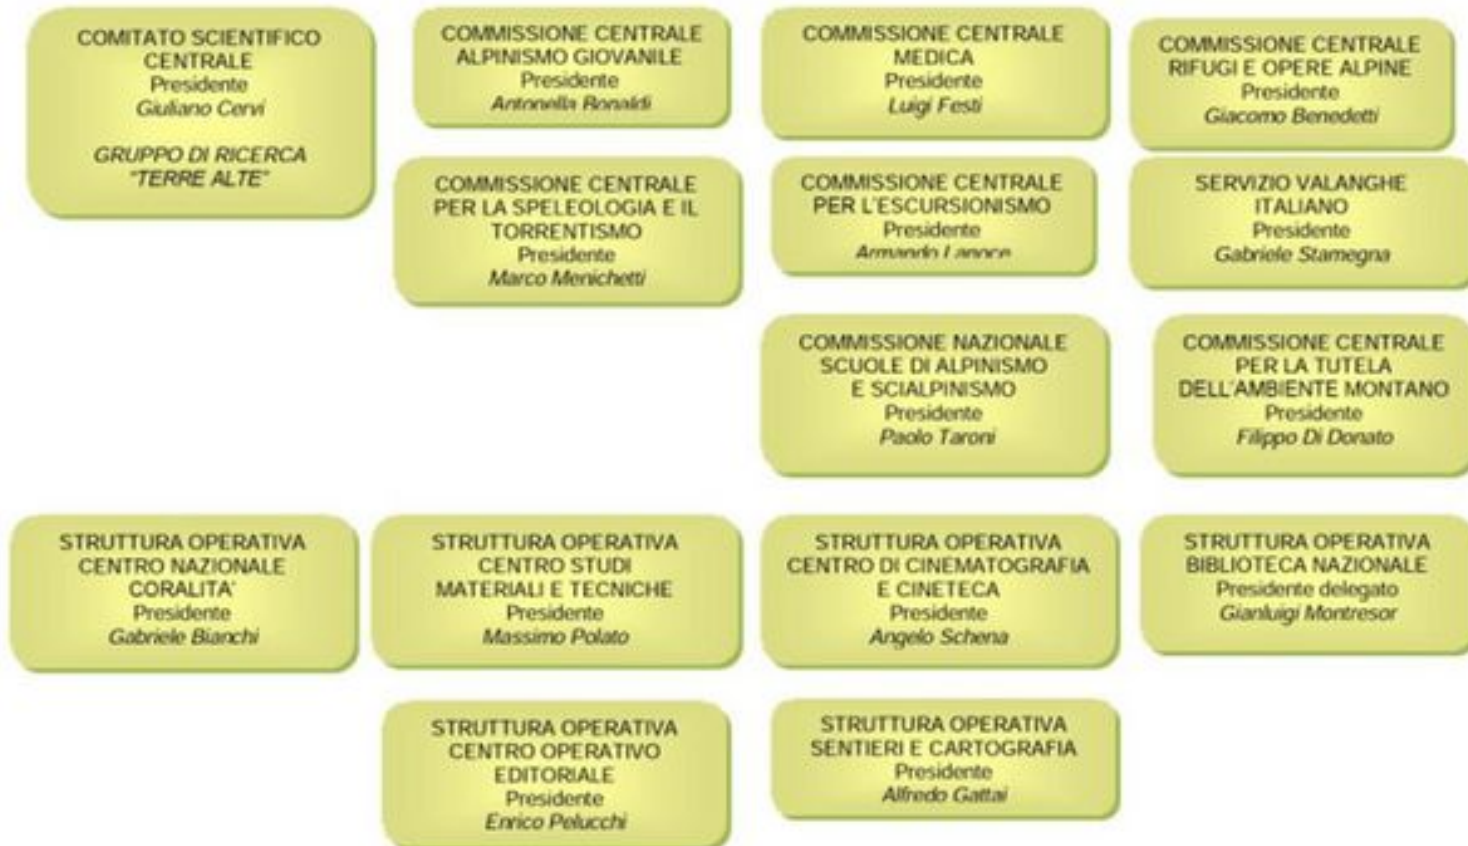 COMITATO SCIENTIFICO
CENTRALE
Presidente
Giuliano Cervi
GRUPPO DI RICERCA
"TERRE ALTE"
COMMISSIONE CENTRALE
ALPINISMO GIOVANILE
Presidente
Antonella Bonaldi
COMMISSIONE CENTRALE
MEDICA
Presidente
Luigi Festi
COMMISSIONE CENTRALE
RIFUGI E OPERE ALPINE
Presidente
Giacomo Benedetti
COMMISSIONE CENTRALE
PER LA SPELEOLOGIA E IL
TORRENTISMO
Presidente
Marco Menichetti
COMMISSIONE CENTRALE
PER L'ESCURSIONISMO
Presidente
Armando
SERVIZIO VALANGHE
ITALIANO
Presidente
Gabriele Stamegna
COMMISSIONE NAZIONALE
SCUOLE DI ALPINISMO
E SCIALPINISMO
Presidente
Paolo Taroni
COMMISSIONE CENTRALE
PER LA TUTELA
DELL'AMBIENTE MONTANO
Presidente
Filippo Di Donato
STRUTTURA OPERATIVA
CENTRO NAZIONALE
CORALITA'
Presidente
Gabriele Bianchi
STRUTTURA OPERATIVA
CENTRO STUDI
MATERIALI E TECNICHE
Presidente
Massimo Polato
STRUTTURA OPERATIVA
CENTRO DI CINEMATOGRAFIA
E CINETECA
Presidente
Angelo Schena
STRUTTURA OPERATIVA
BIBLIOTECA NAZIONALE
Presidente delegato
Gianluigi Montresor
STRUTTURA OPERATIVA
CENTRO OPERATIVO
EDITORIALE
Presidente
Enrico Pelucchi
STRUTTURA OPERATIVA
SENTIERI E CARTOGRAFIA
Presidente
Alfredo Gattai